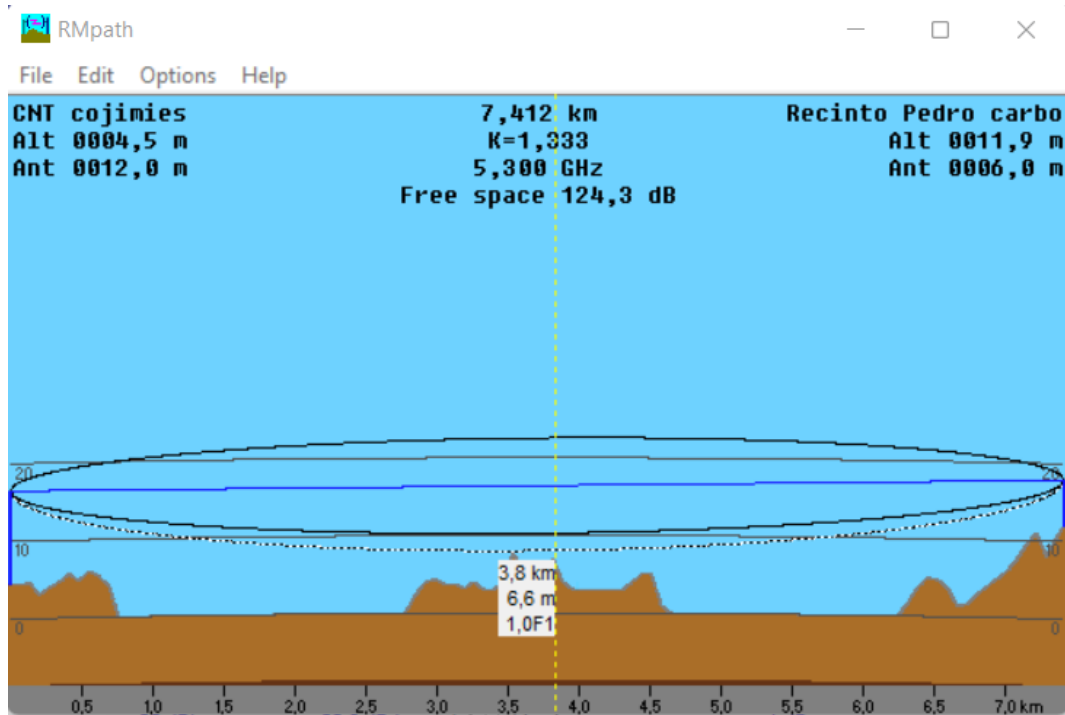 RMpath
File Edit Options Help
CNT cojimies 7,412 km Recinto Pedro carbo
Alt 0004,5 m K=1,333 Alt 0011,9 m
Ant 0012,0 m 5,300 GHz Ant 0006,0 m
Free space 124,3 dB
20 20
10 10
3,8 km
6,6 m
1,0F1
0 0
0,5 1,0 1,5 2,0 2,5 3,0 3,5 4,0 4,5 5,0 5,5 6,0 6,5 7,0 km